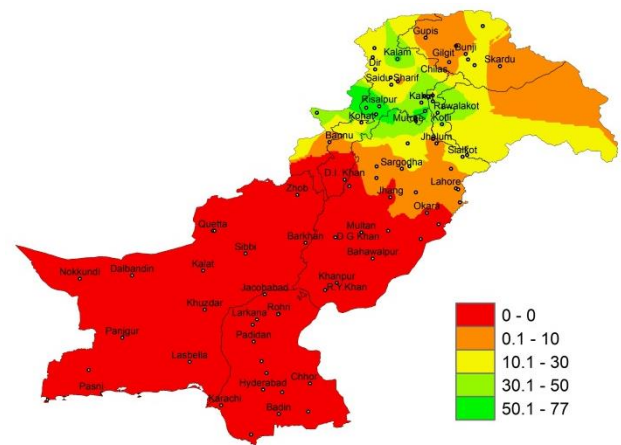 Gupis
Kalam
Gilgit
Bunji
Dir
Chilas
Skardu
Saidu Sharif
Risalpur
Kakul
Rawalakot
Kohat
Murree
Kotli
Bannu
Jhelum
Sialkot
Sargodha
D.I. Khan
Lahore
Zhob
Jhang
Okara
Quetta
Multan
Barkhan
D.G Khan
Sibbi
Bahawalpur
Kalat
Dalbandin
Nokkundi
Khanpur
Jacobabad
R.Y Khan
Khuzdar
Rohri
Larkana
Panjgur
Padidan
Lasbella
Chhor
Pasni
Hyderabad
Karachi
Badin
0 - 0
0.1 - 10
10.1 - 30
30.1 - 50
50.1 - 77